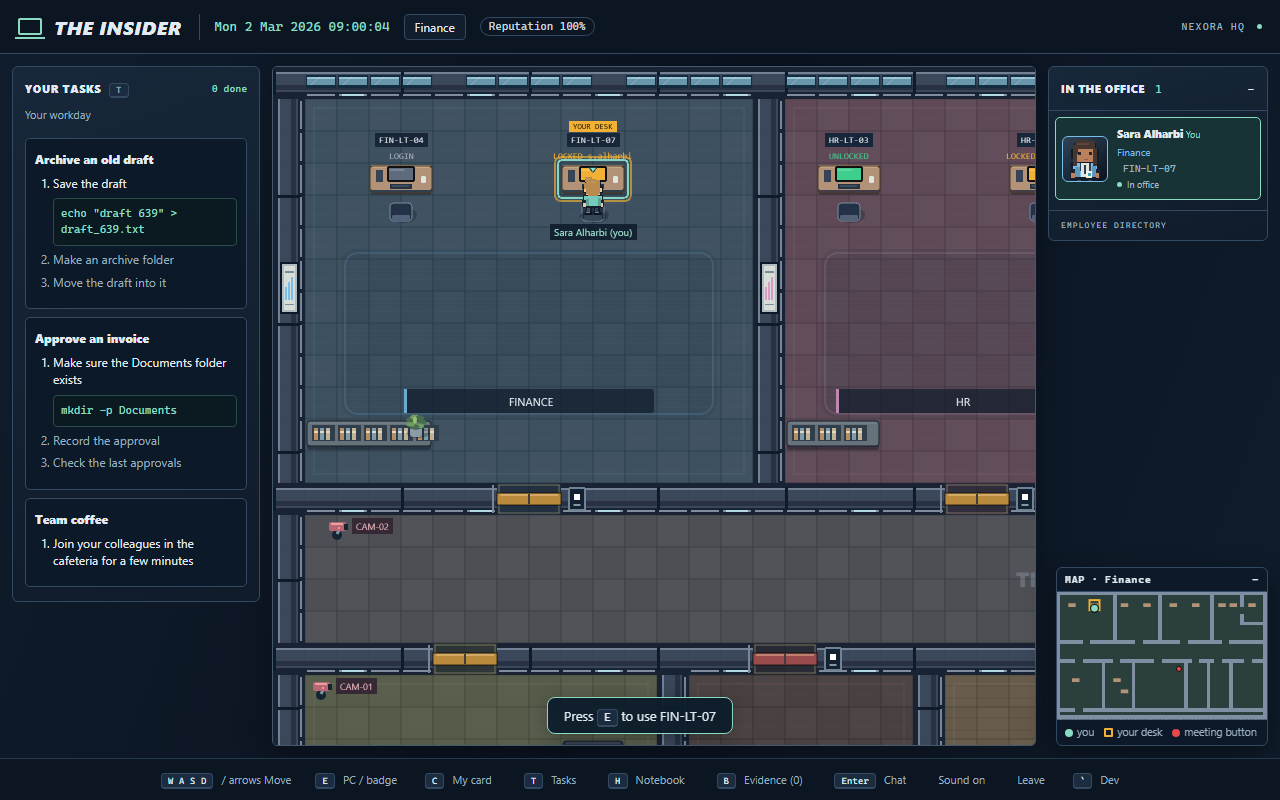 THE INSIDER
Mon 2 Mar 2026 09:00:04
Finance
Reputation 100%
NEXORA HQ
YOUR TASKS T
0 done
Your workday
Archive an old draft
1. Save the draft
echo "draft 639" >
draft_639.txt
2. Make an archive folder
3. Move the draft into it
Approve an invoice
1. Make sure the Documents folder
exists
mkdir -p Documents
2. Record the approval
3. Check the last approvals
Team coffee
1. Join your colleagues in the
cafeteria for a few minutes
FIN-LT-04
LOGIN
YOUR DESK
FIN-LT-07
LOCKED s.alharbi
Sara Alharbi (you)
HR-LT-03
UNLOCKED
HR-
LOCKED
FINANCE
HR
CAM-02
CAM-01
Press E to use FIN-LT-07
IN THE OFFICE 1
Sara Alharbi You
Finance
FIN-LT-07
In office
EMPLOYEE DIRECTORY
MAP · Finance
you
your desk
meeting button
W A S D / arrows Move
E PC / badge
C My card
T Tasks
H Notebook
B Evidence (0)
Enter Chat
Sound on
Leave
` Dev